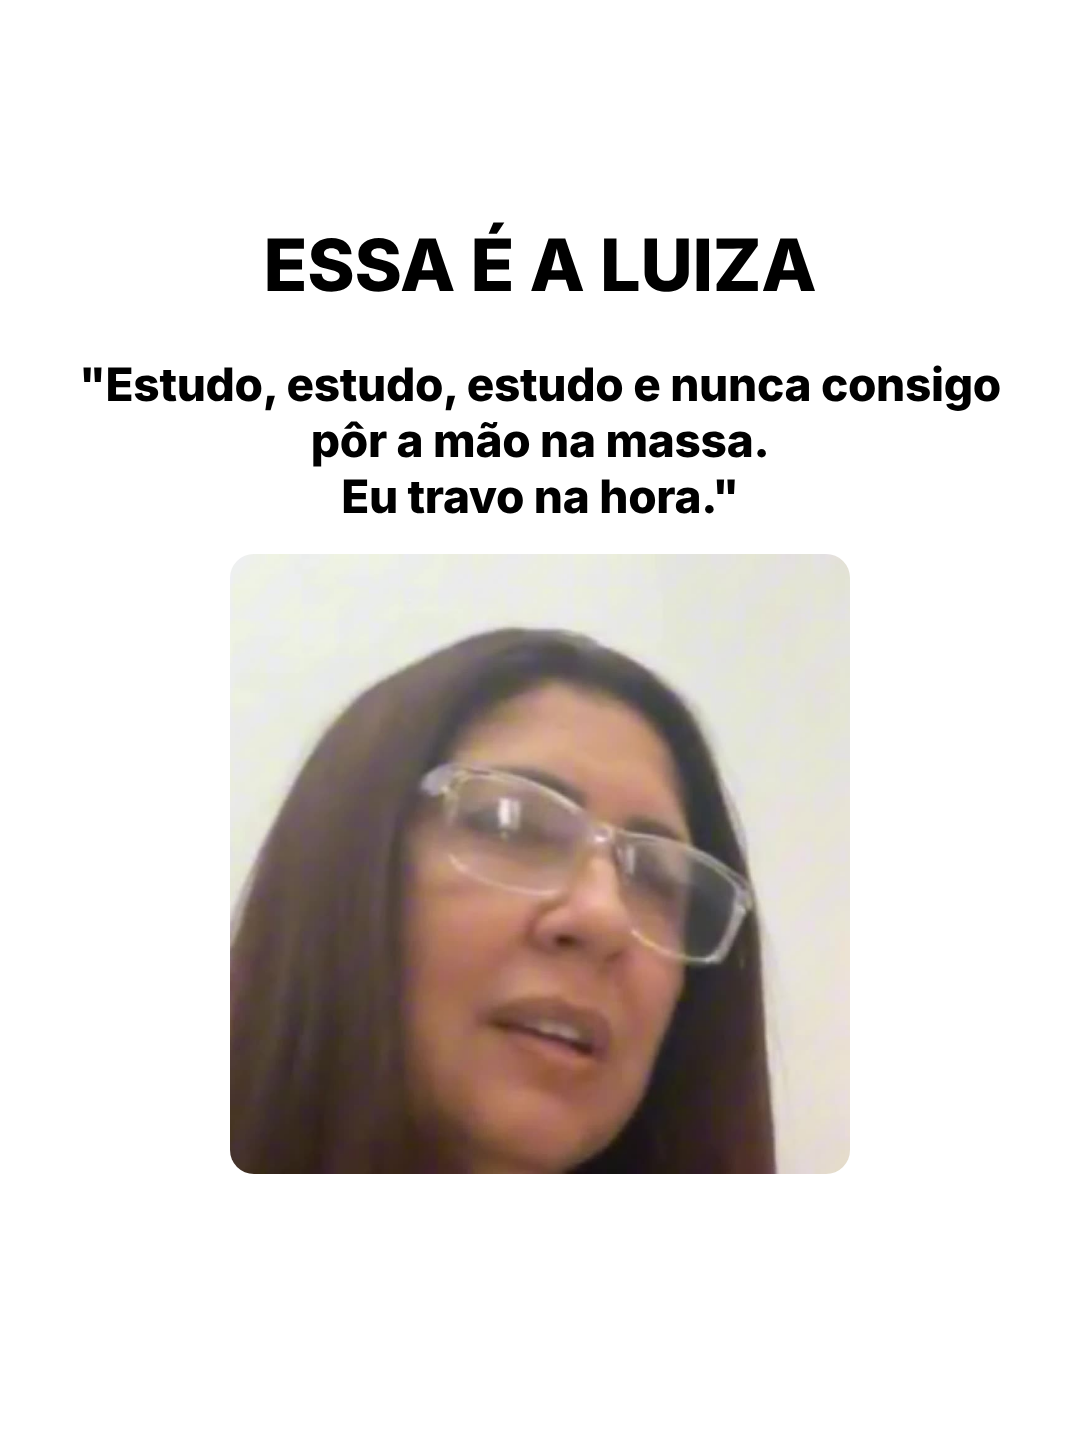 ESSA É A LUIZA
"Estudo, estudo, estudo e nunca consigo
pôr a mão na massa.
Eu travo na hora."